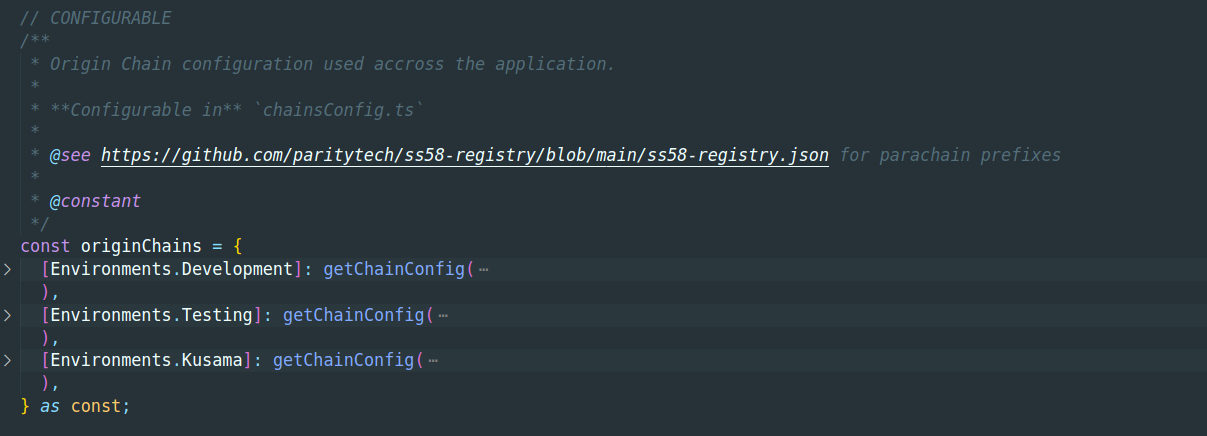 // CONFIGURABLE
/**
 * Origin Chain configuration used accross the application.
 *
 * **Configurable in** `chainsConfig.ts`
 *
 * @see https://github.com/paritytech/ss58-registry/blob/main/ss58-registry.json for parachain prefixes
 *
 * @constant
 */
const originChains = {
  [Environments.Development]: getChainConfig( ⋯
  ),
  [Environments.Testing]: getChainConfig( ⋯
  ),
  [Environments.Kusama]: getChainConfig( ⋯
  ),
} as const;